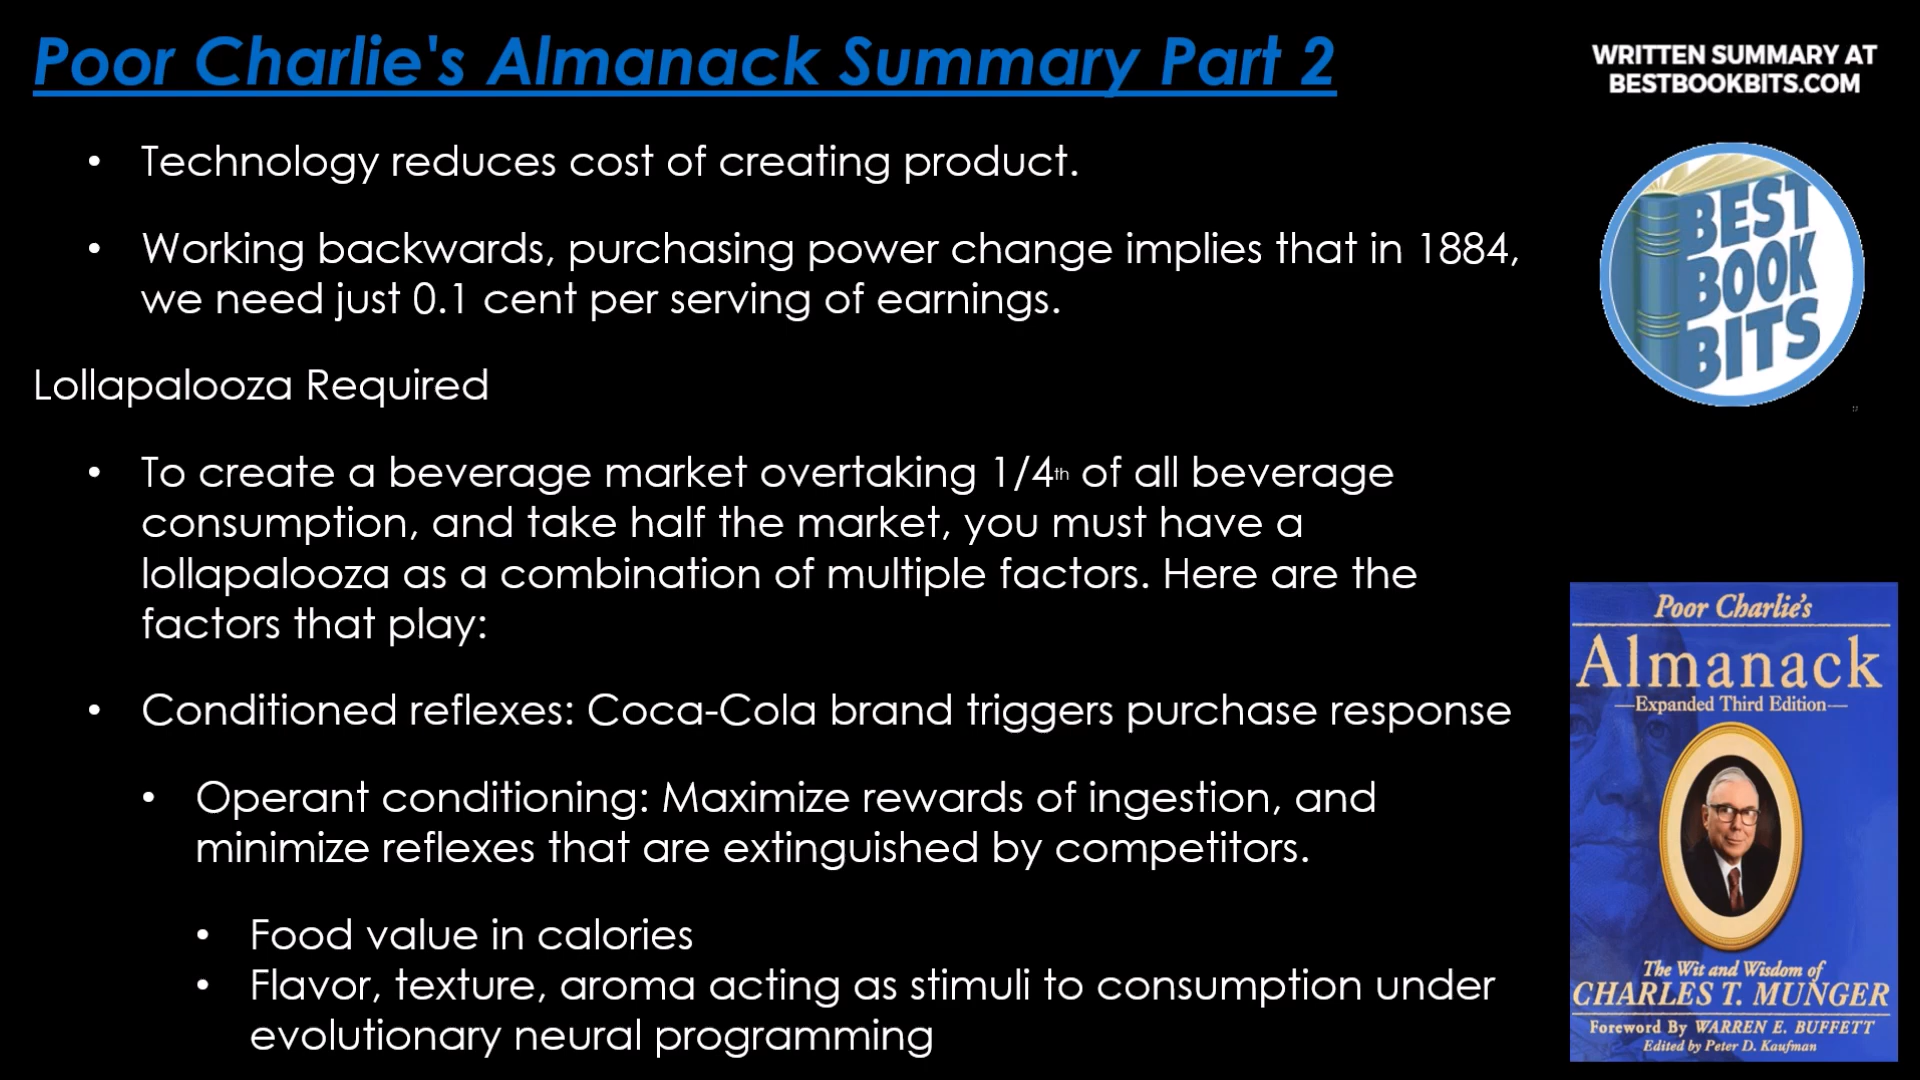 Poor Charlie's Almanack Summary Part 2
WRITTEN SUMMARY AT
BESTBOOKBITS.COM
• Technology reduces cost of creating product.
• Working backwards, purchasing power change implies that in 1884,
we need just 0.1 cent per serving of earnings.
Lollapalooza Required
• To create a beverage market overtaking 1/4th of all beverage
consumption, and take half the market, you must have a
lollapalooza as a combination of multiple factors. Here are the
factors that play:
• Conditioned reflexes: Coca-Cola brand triggers purchase response
• Operant conditioning: Maximize rewards of ingestion, and
minimize reflexes that are extinguished by competitors.
• Food value in calories
• Flavor, texture, aroma acting as stimuli to consumption under
evolutionary neural programming
BEST
BOOK
BITS
Poor Charlie's
Almanack
—Expanded Third Edition—
The Wit and Wisdom of
CHARLES T. MUNGER
Foreword By WARREN E. BUFFETT
Edited by Peter D. Kaufman